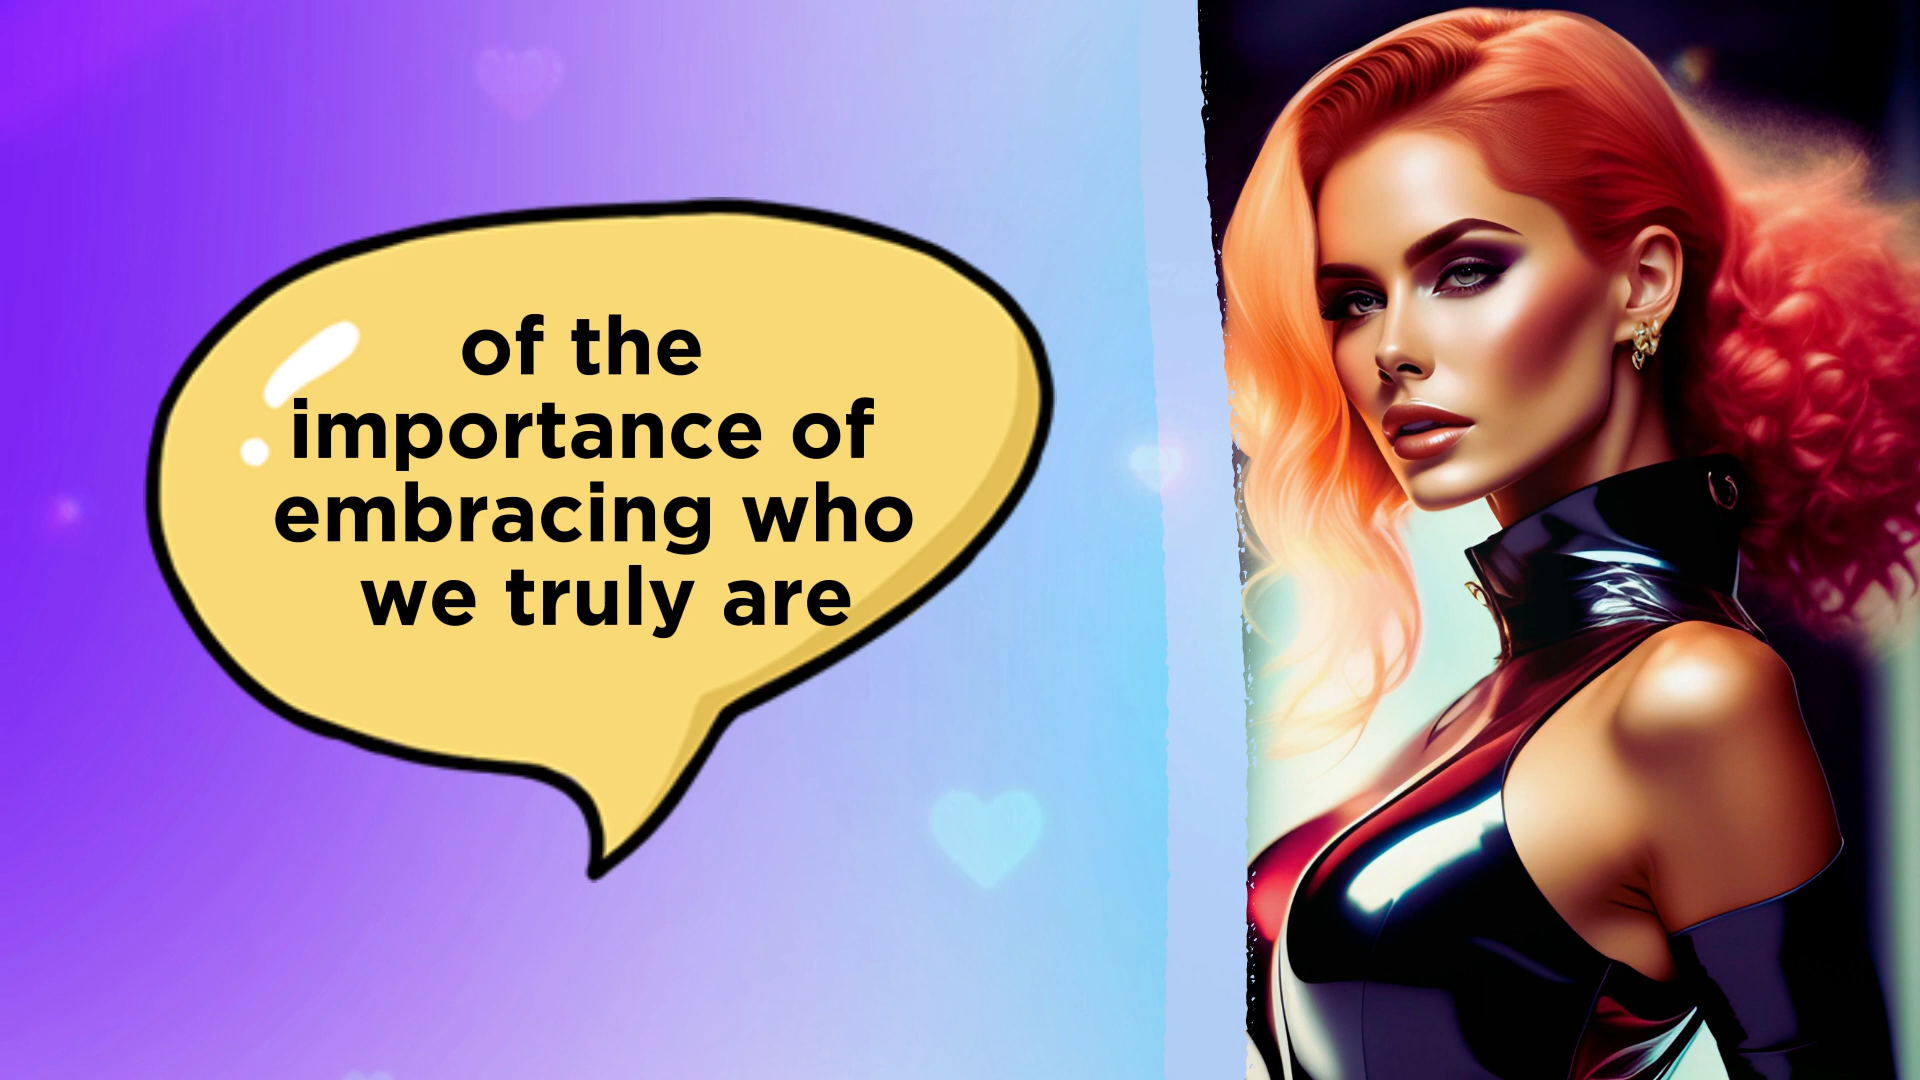 of the
importance of
embracing who
we truly are